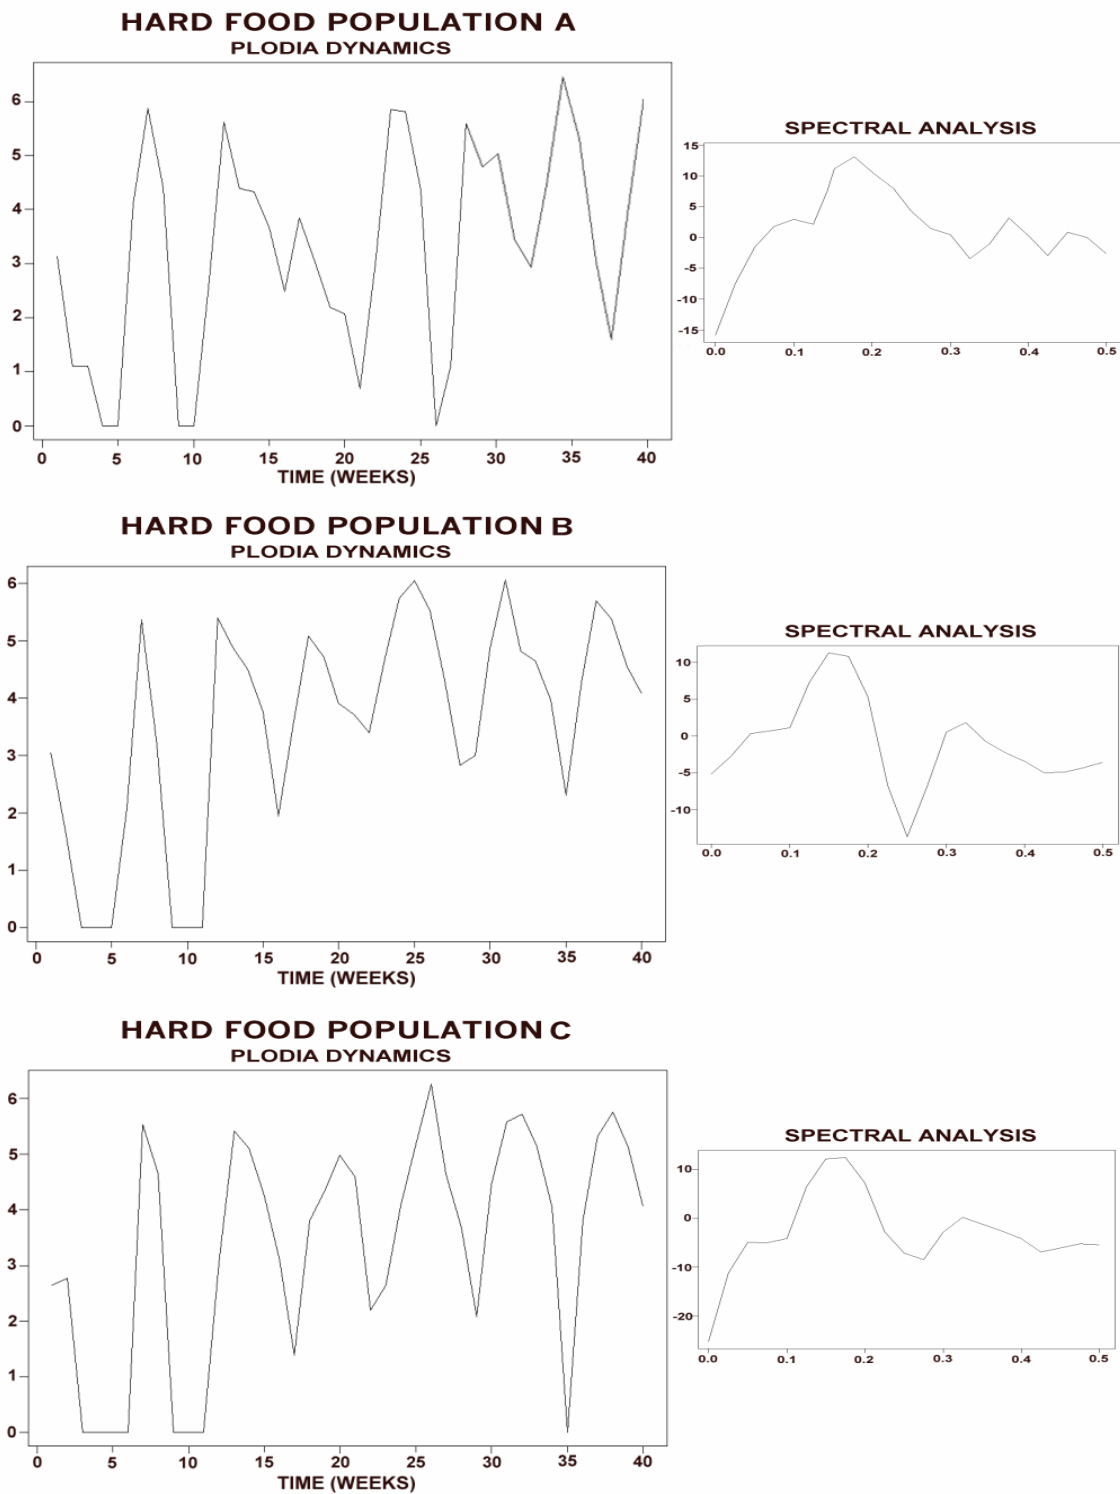 HARD FOOD POPULATION A
PLODIA DYNAMICS
6
5
4
3
2
1
0
0 5 10 15 20 25 30 35 40
TIME (WEEKS)
SPECTRAL ANALYSIS
15
10
5
0
-5
-10
-15
0.0 0.1 0.2 0.3 0.4 0.5
HARD FOOD POPULATION B
PLODIA DYNAMICS
6
5
4
3
2
1
0
0 5 10 15 20 25 30 35 40
TIME (WEEKS)
SPECTRAL ANALYSIS
10
5
0
-5
-10
0.0 0.1 0.2 0.3 0.4 0.5
HARD FOOD POPULATION C
PLODIA DYNAMICS
6
5
4
3
2
1
0
0 5 10 15 20 25 30 35 40
TIME (WEEKS)
SPECTRAL ANALYSIS
10
0
-10
-20
0.0 0.1 0.2 0.3 0.4 0.5